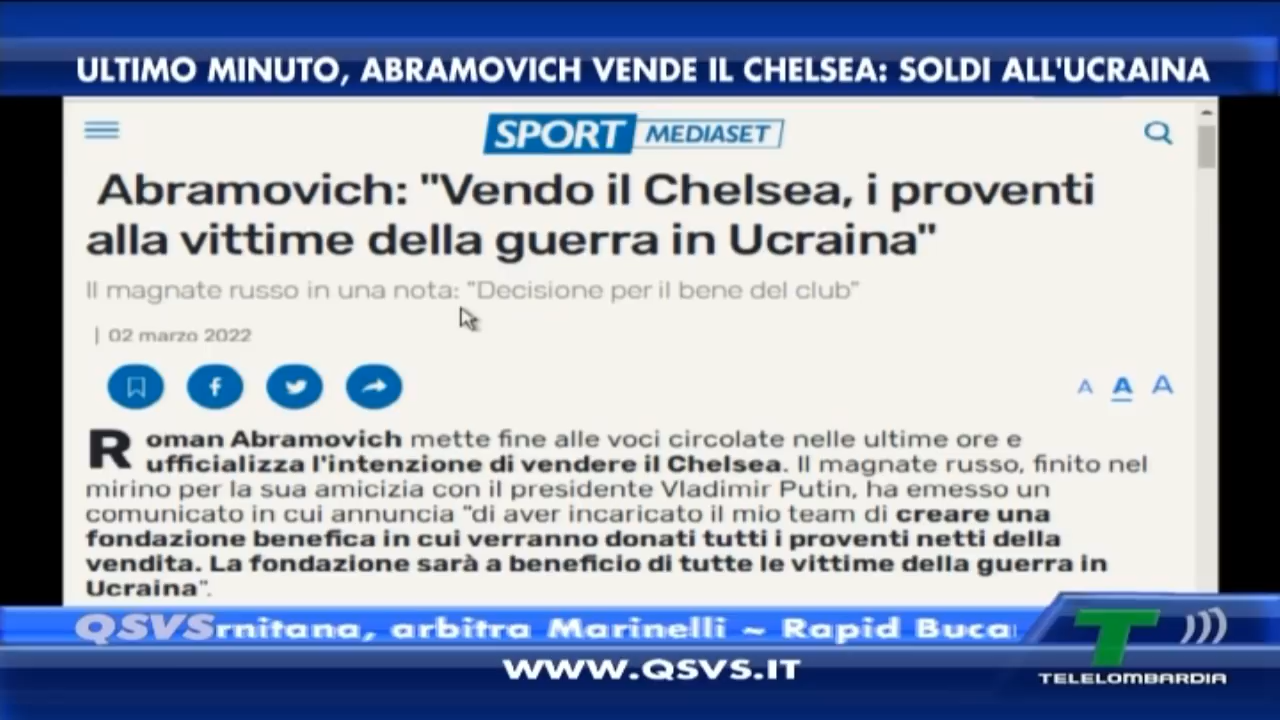 ULTIMO MINUTO, ABRAMOVICH VENDE IL CHELSEA: SOLDI ALL'UCRAINA
SPORT MEDIASET
Abramovich: "Vendo il Chelsea, i proventi
alla vittime della guerra in Ucraina"
Il magnate russo in una nota: "Decisione per il bene del club"
| 02 marzo 2022
A A A
Roman Abramovich mette fine alle voci circolate nelle ultime ore e
ufficializza l'intenzione di vendere il Chelsea. Il magnate russo, finito nel
mirino per la sua amicizia con il presidente Vladimir Putin, ha emesso un
comunicato in cui annuncia "di aver incaricato il mio team di creare una
fondazione benefica in cui verranno donati tutti i proventi netti della
vendita. La fondazione sarà a beneficio di tutte le vittime della guerra in
Ucraina".
QSVS rnitana, arbitra Marinelli ~ Rapid Buca
WWW.QSVS.IT
T TELELOMBARDIA